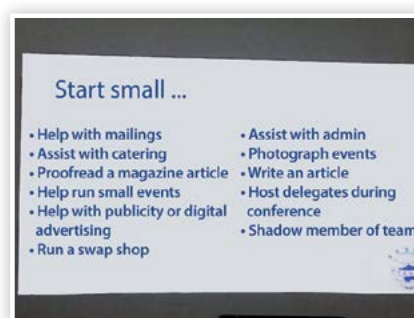 Start small ...
• Help with mailings
• Assist with catering
• Proofread a magazine article
• Help run small events
• Help with publicity or digital
advertising
• Run a swap shop
• Assist with admin
• Photograph events
• Write an article
• Host delegates during
conference
• Shadow member of team